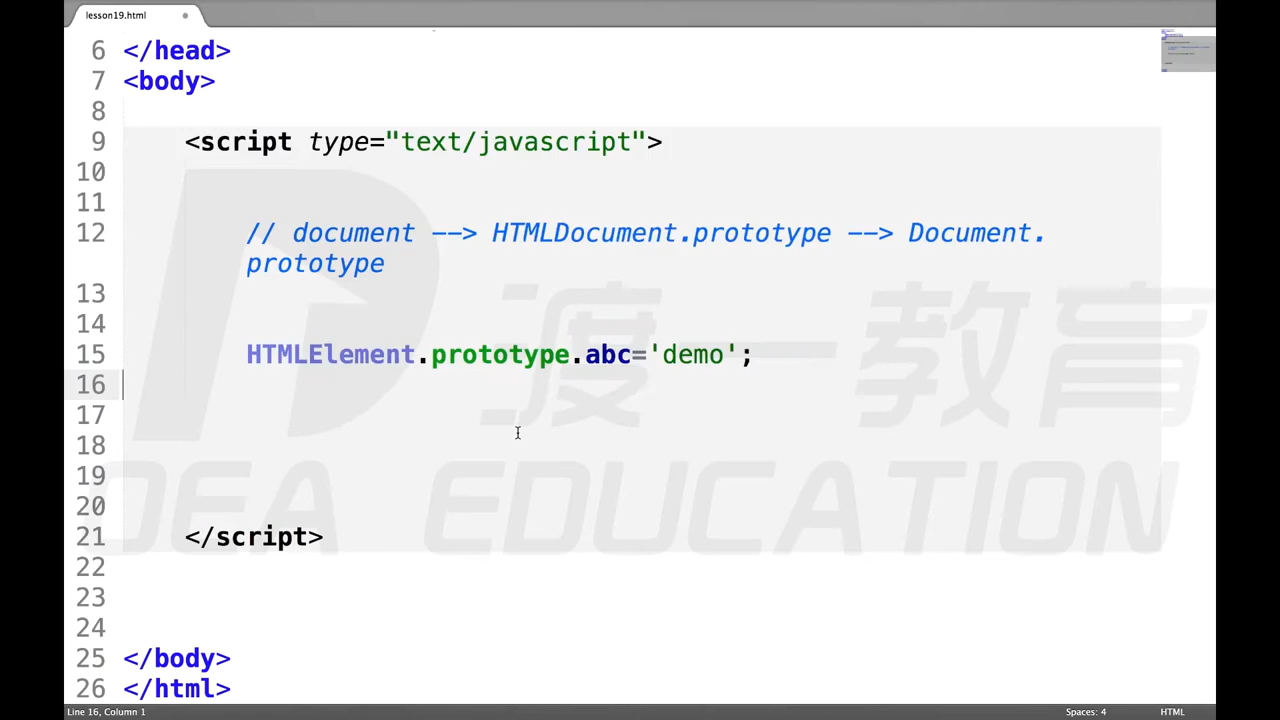 lesson19.html
6 </head>
7 <body>
8
9 <script type="text/javascript">
10
11
12 // document --> HTMLDocument.prototype --> Document.
prototype
13
14
15 HTMLElement.prototype.abc='demo';
16
17
18
19
20
21 </script>
22
23
24
25 </body>
26 </html>
渡一教育
DEA EDUCATION
Line 16, Column 1
Spaces: 4
HTML